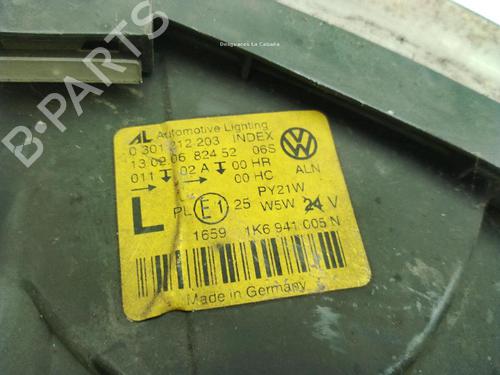 Desguaces La Cabaña
AL Automotive Lighting
0 301 212 203 INDEX
13 02 06 824 52 06S
011 02 A 00 HR ALN
00 HC
PY21W
L PL E1 25 W5W 24 V
1659 1K6 941 005 N
Made in Germany
B-PARTS